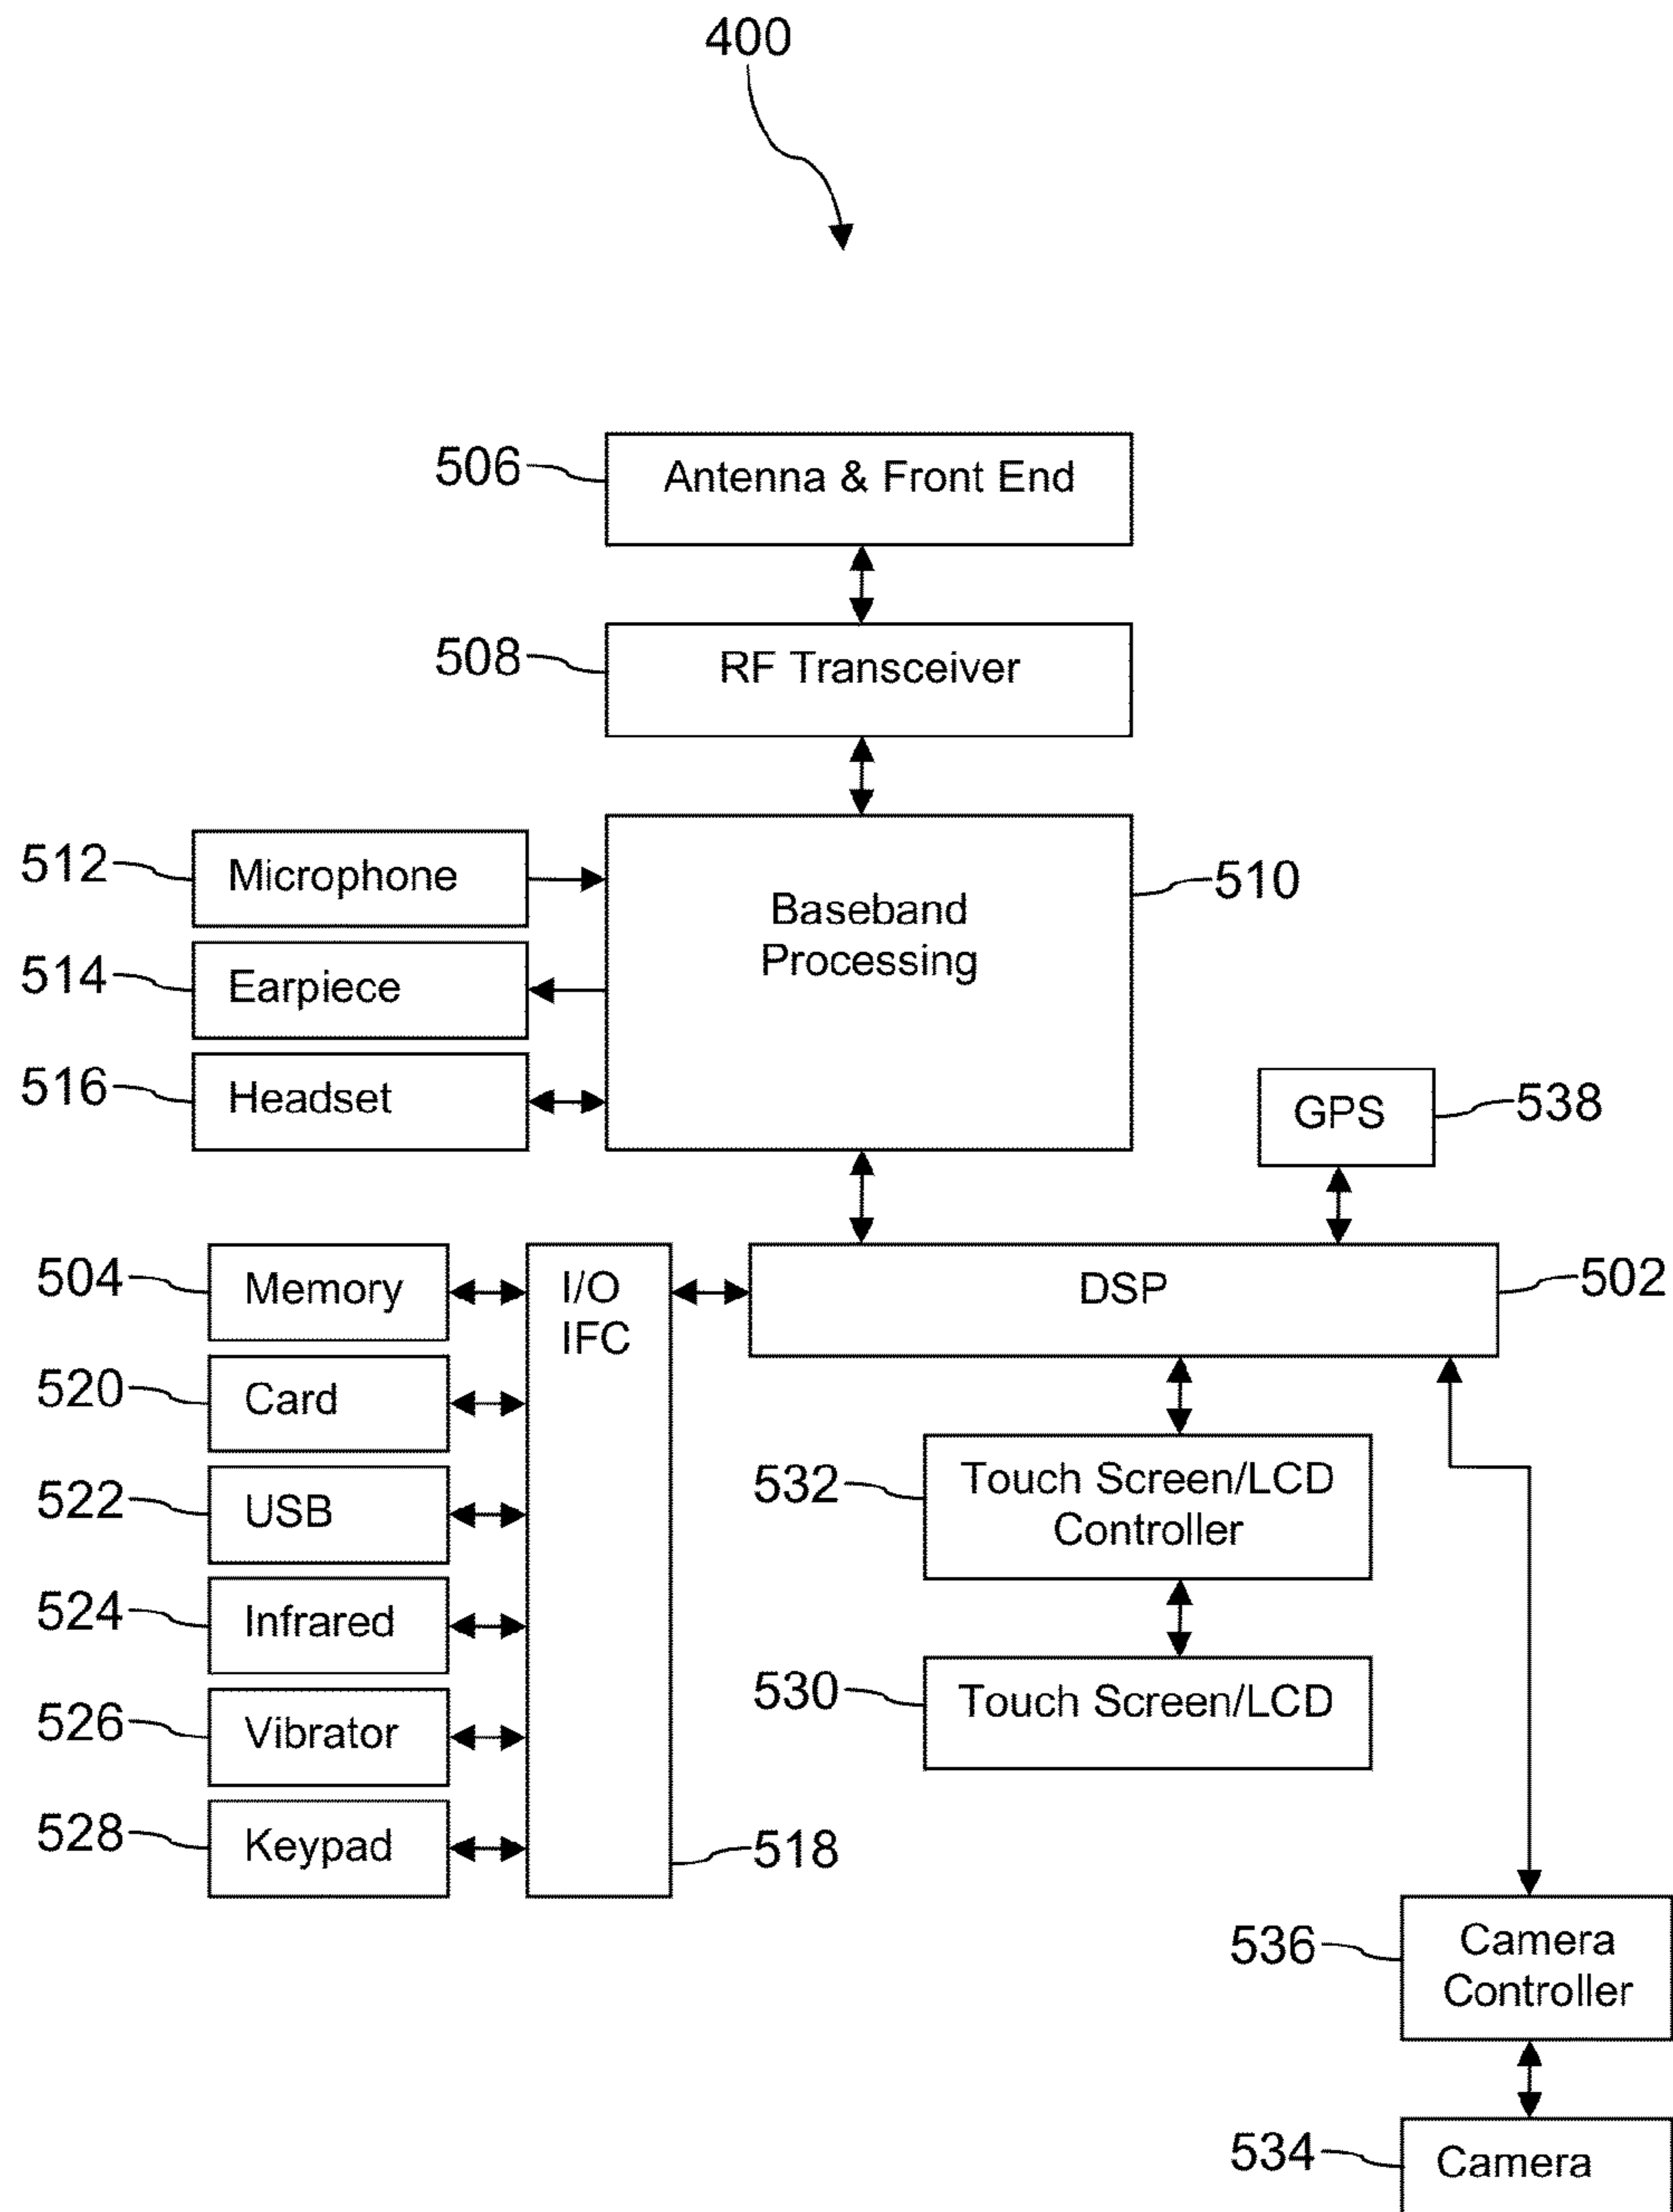 400
506
Antenna & Front End
508
RF Transceiver
512
Microphone
510
Baseband
Processing
514
Earpiece
516
Headset
GPS
538
504
Memory
I/O
IFC
DSP
502
520
Card
522
USB
532
Touch Screen/LCD
Controller
524
Infrared
530
Touch Screen/LCD
526
Vibrator
528
Keypad
518
536
Camera
Controller
534
Camera